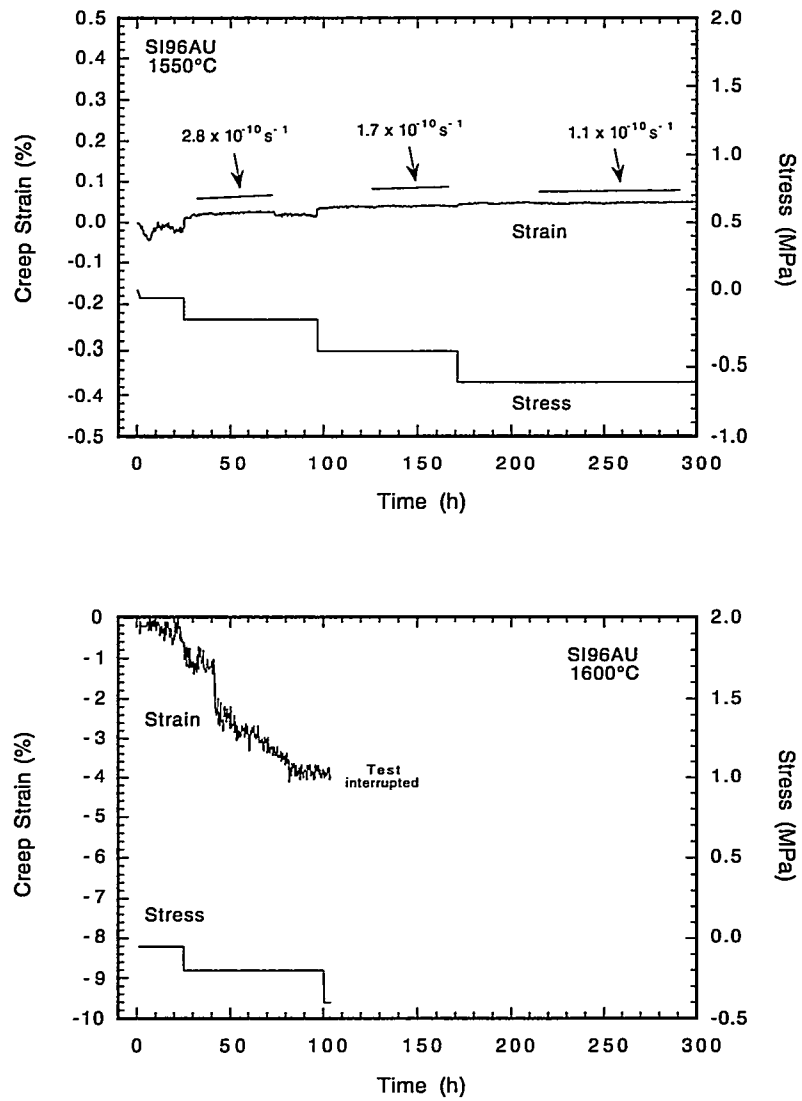 SI96AU
1550°C
2.8 x 10⁻¹⁰ s⁻¹
1.7 x 10⁻¹⁰ s⁻¹
1.1 x 10⁻¹⁰ s⁻¹
Strain
Stress
Creep Strain (%)
0.5
0.4
0.3
0.2
0.1
0.0
-0.1
-0.2
-0.3
-0.4
-0.5
Stress (MPa)
2.0
1.5
1.0
0.5
0.0
-0.5
-1.0
0 50 100 150 200 250 300
Time (h)
SI96AU
1600°C
Strain
Test
interrupted
Stress
Creep Strain (%)
0
-1
-2
-3
-4
-5
-6
-7
-8
-9
-10
Stress (MPa)
2.0
1.5
1.0
0.5
0.0
-0.5
0 50 100 150 200 250 300
Time (h)